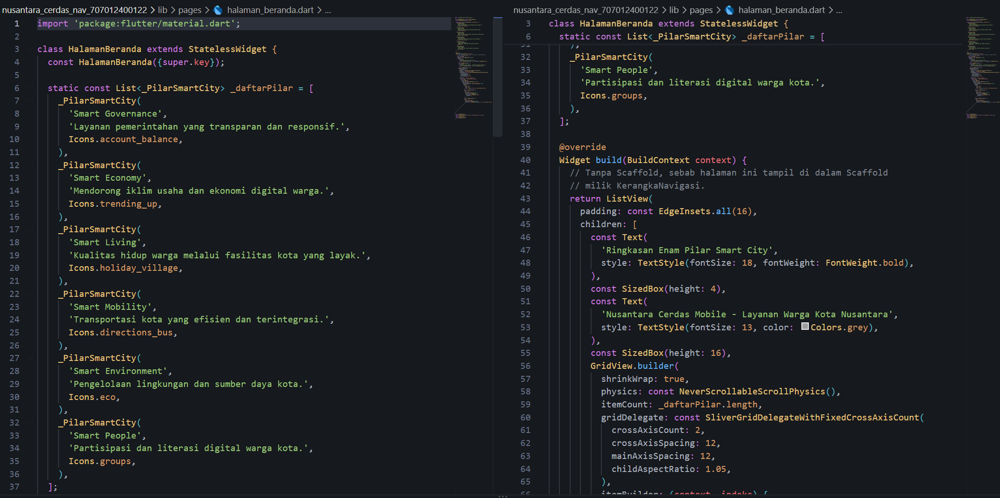 nusantara_cerdas_nav_707012400122 > lib > pages > halaman_beranda.dart > ...
1 import 'package:flutter/material.dart';
2
3 class HalamanBeranda extends StatelessWidget {
4 const HalamanBeranda({super.key});
5
6 static const List<_PilarSmartCity> _daftarPilar = [
7 _PilarSmartCity(
8 'Smart Governance',
9 'Layanan pemerintahan yang transparan dan responsif.',
10 Icons.account_balance,
11 ),
12 _PilarSmartCity(
13 'Smart Economy',
14 'Mendorong iklim usaha dan ekonomi digital warga.',
15 Icons.trending_up,
16 ),
17 _PilarSmartCity(
18 'Smart Living',
19 'Kualitas hidup warga melalui fasilitas kota yang layak.',
20 Icons.holiday_village,
21 ),
22 _PilarSmartCity(
23 'Smart Mobility',
24 'Transportasi kota yang efisien dan terintegrasi.',
25 Icons.directions_bus,
26 ),
27 _PilarSmartCity(
28 'Smart Environment',
29 'Pengelolaan lingkungan dan sumber daya kota.',
30 Icons.eco,
31 ),
32 _PilarSmartCity(
33 'Smart People',
34 'Partisipasi dan literasi digital warga kota.',
35 Icons.groups,
36 ),
37 ];
nusantara_cerdas_nav_707012400122 > lib > pages > halaman_beranda.dart > ...
3 class HalamanBeranda extends StatelessWidget {
6 static const List<_PilarSmartCity> _daftarPilar = [
31 ),
32 _PilarSmartCity(
33 'Smart People',
34 'Partisipasi dan literasi digital warga kota.',
35 Icons.groups,
36 ),
37 ];
38
39 @override
40 Widget build(BuildContext context) {
41 // Tanpa Scaffold, sebab halaman ini tampil di dalam Scaffold
42 // milik KerangkaNavigasi.
43 return ListView(
44 padding: const EdgeInsets.all(16),
45 children: [
46 const Text(
47 'Ringkasan Enam Pilar Smart City',
48 style: TextStyle(fontSize: 18, fontWeight: FontWeight.bold),
49 ),
50 const SizedBox(height: 4),
51 const Text(
52 'Nusantara Cerdas Mobile - Layanan Warga Kota Nusantara',
53 style: TextStyle(fontSize: 13, color: Colors.grey),
54 ),
55 const SizedBox(height: 16),
56 GridView.builder(
57 shrinkWrap: true,
58 physics: const NeverScrollableScrollPhysics(),
59 itemCount: _daftarPilar.length,
60 gridDelegate: const SliverGridDelegateWithFixedCrossAxisCount(
61 crossAxisCount: 2,
62 crossAxisSpacing: 12,
63 mainAxisSpacing: 12,
64 childAspectRatio: 1.05,
65 ),
66 itemBuilder: (context, indeks) {